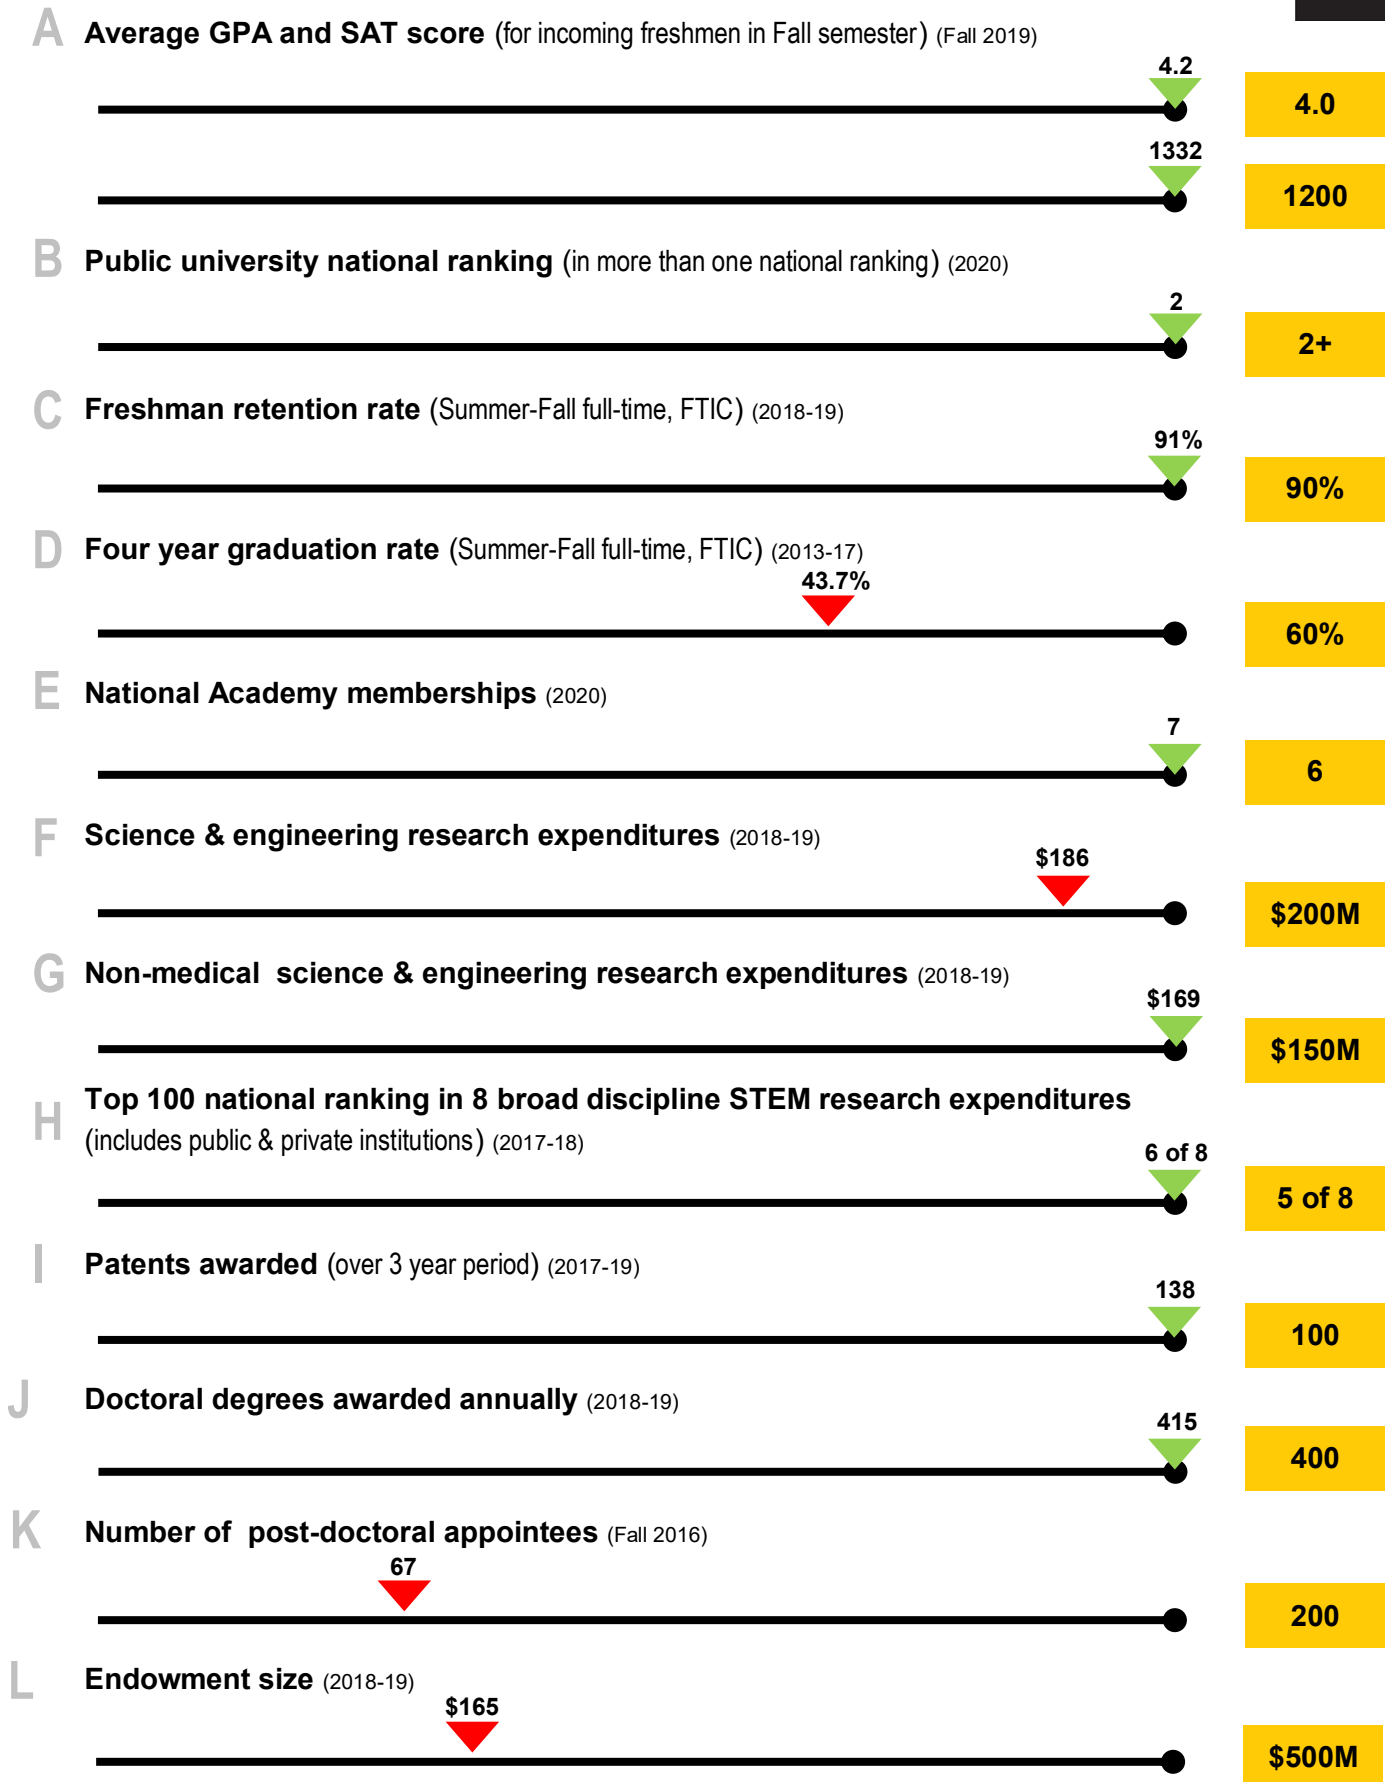 A Average GPA and SAT score (for incoming freshmen in Fall semester) (Fall 2019)
4.2
4.0
1332
1200
B Public university national ranking (in more than one national ranking) (2020)
2
2+
C Freshman retention rate (Summer-Fall full-time, FTIC) (2018-19)
91%
90%
D Four year graduation rate (Summer-Fall full-time, FTIC) (2013-17)
43.7%
60%
E National Academy memberships (2020)
7
6
F Science & engineering research expenditures (2018-19)
$186
$200M
G Non-medical science & engineering research expenditures (2018-19)
$169
$150M
H Top 100 national ranking in 8 broad discipline STEM research expenditures
(includes public & private institutions) (2017-18)
6 of 8
5 of 8
I Patents awarded (over 3 year period) (2017-19)
138
100
J Doctoral degrees awarded annually (2018-19)
415
400
K Number of post-doctoral appointees (Fall 2016)
67
200
L Endowment size (2018-19)
$165
$500M